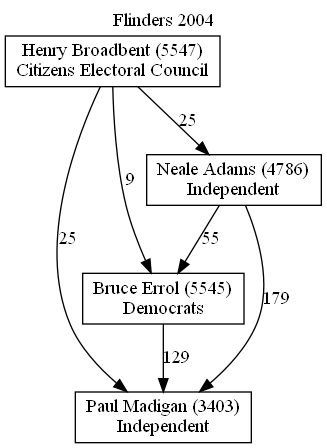 Flinders 2004
Henry Broadbent (5547)
Citizens Electoral Council
25
Neale Adams (4786)
Independent
9
25
55
179
Bruce Errol (5545)
Democrats
129
Paul Madigan (3403)
Independent